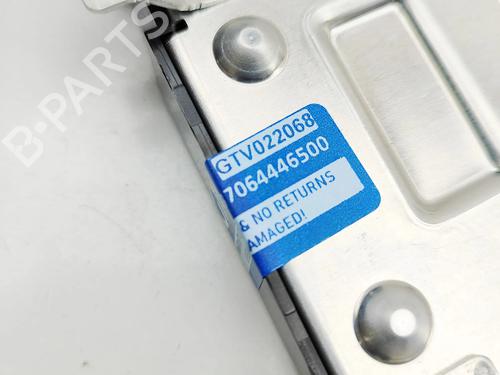 B PARTS
GTV022068
7064446500
& NO RETURNS
AMAGED!